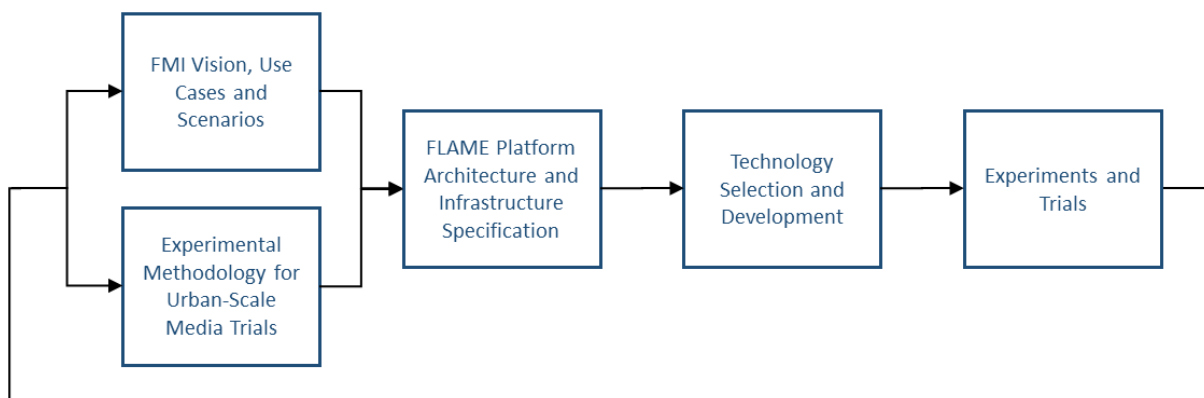 FMI Vision, Use
Cases and
Scenarios
Experimental
Methodology for
Urban-Scale
Media Trials
FLAME Platform
Architecture and
Infrastructure
Specification
Technology
Selection and
Development
Experiments and
Trials